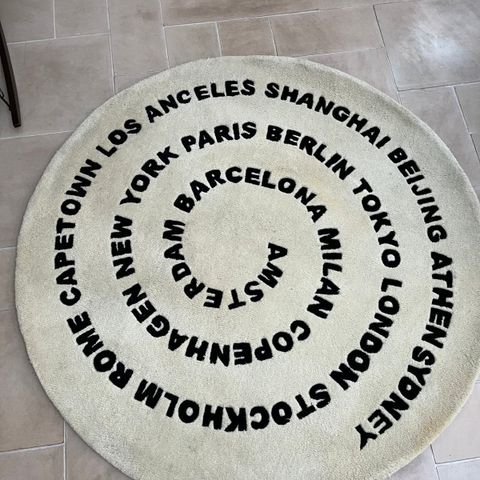 AMSTERDAM BARCELONA MILAN COPENHAGEN NEW YORK PARIS BERLIN TOKYO LONDON STOCKHOLM ROME CAPETOWN LOS ANCELES SHANGHAI BEIJING ATHEN SYDNEY